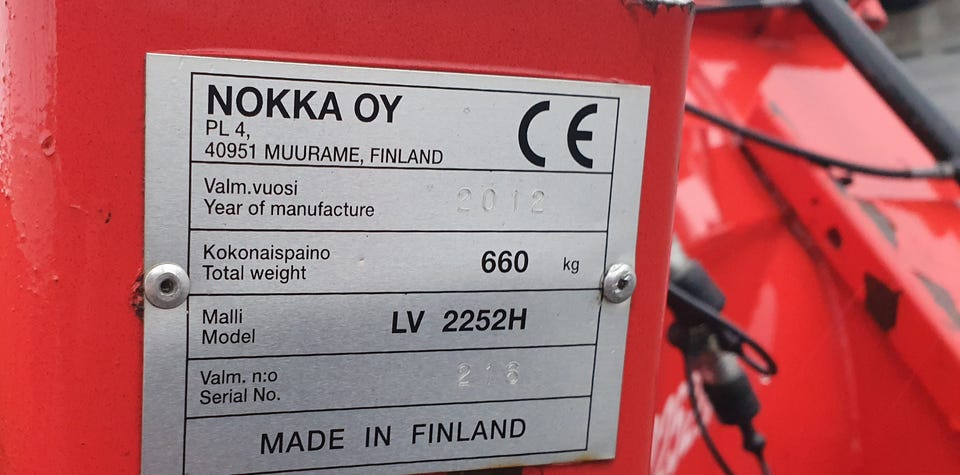 NOKKA OY
PL 4,
40951 MUURAME, FINLAND
CE
Valm.vuosi
Year of manufacture
2012
Kokonaispaino
Total weight
660 kg
Malli
Model
LV 2252H
Valm. n:o
Serial No.
216
MADE IN FINLAND